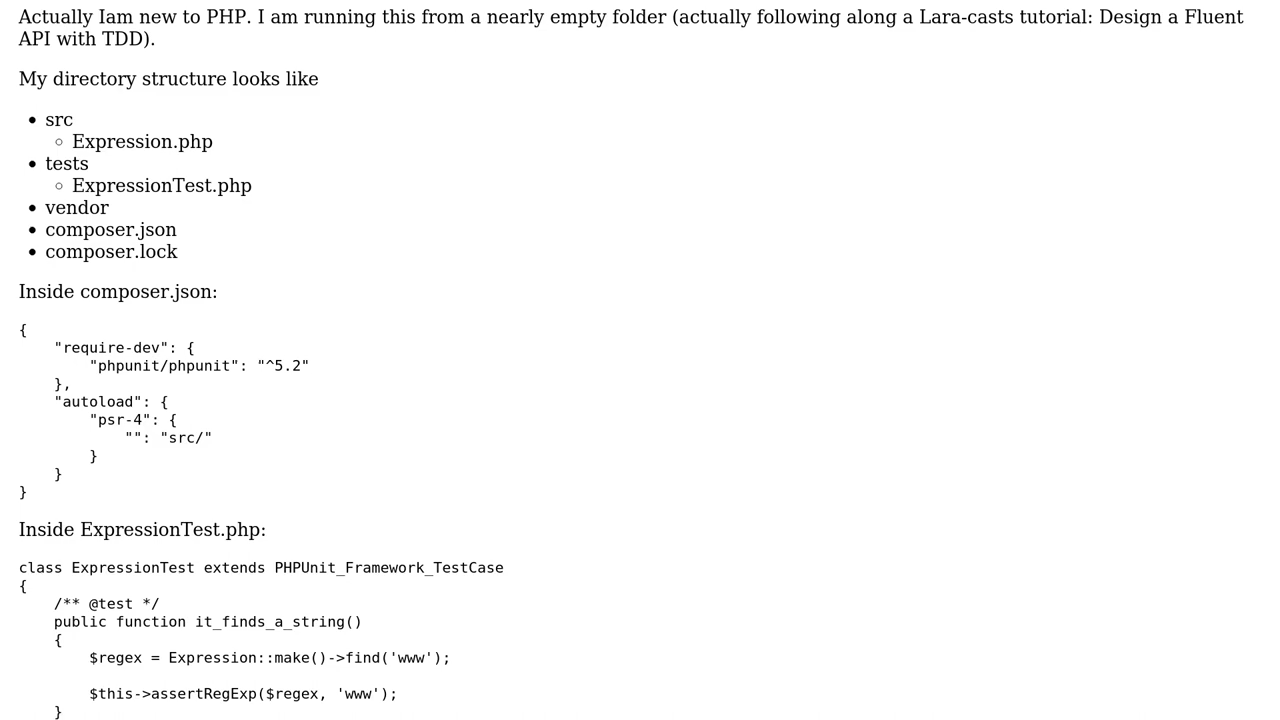 Actually Iam new to PHP. I am running this from a nearly empty folder (actually following along a Lara-casts tutorial: Design a Fluent
API with TDD).
My directory structure looks like
• src
◦ Expression.php
• tests
◦ ExpressionTest.php
• vendor
• composer.json
• composer.lock
Inside composer.json:
{
    "require-dev": {
        "phpunit/phpunit": "^5.2"
    },
    "autoload": {
        "psr-4": {
            "": "src/"
        }
    }
}
Inside ExpressionTest.php:
class ExpressionTest extends PHPUnit_Framework_TestCase
{
    /** @test */
    public function it_finds_a_string()
    {
        $regex = Expression::make()->find('www');
        $this->assertRegExp($regex, 'www');
    }